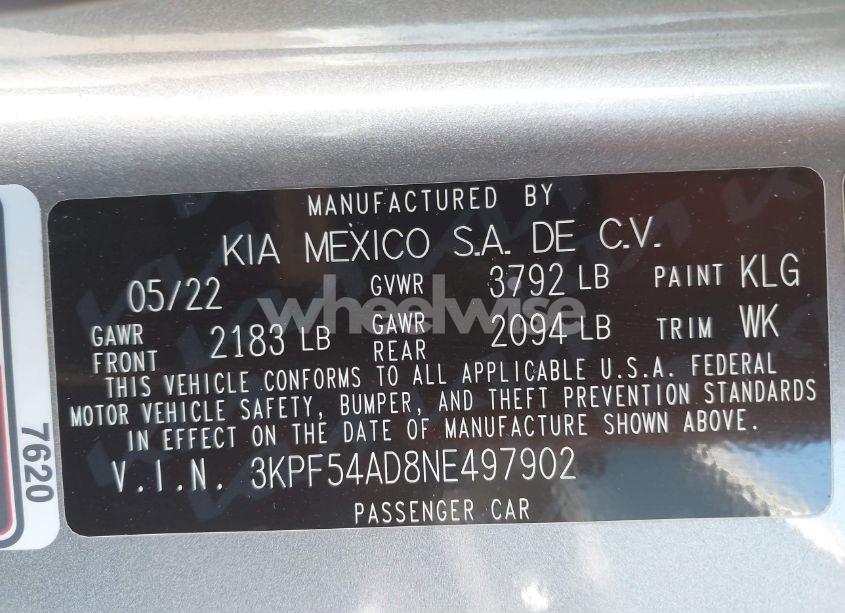 MANUFACTURED BY
KIA MEXICO S.A. DE C.V.
05/22 GVWR 3792 LB PAINT KLG
GAWR FRONT 2183 LB GAWR REAR 2094 LB TRIM WK
THIS VEHICLE CONFORMS TO ALL APPLICABLE U.S.A. FEDERAL
MOTOR VEHICLE SAFETY, BUMPER, AND THEFT PREVENTION STANDARDS
IN EFFECT ON THE DATE OF MANUFACTURE SHOWN ABOVE.
V.I.N. 3KPF54AD8NE497902
PASSENGER CAR
7620
wheelwise